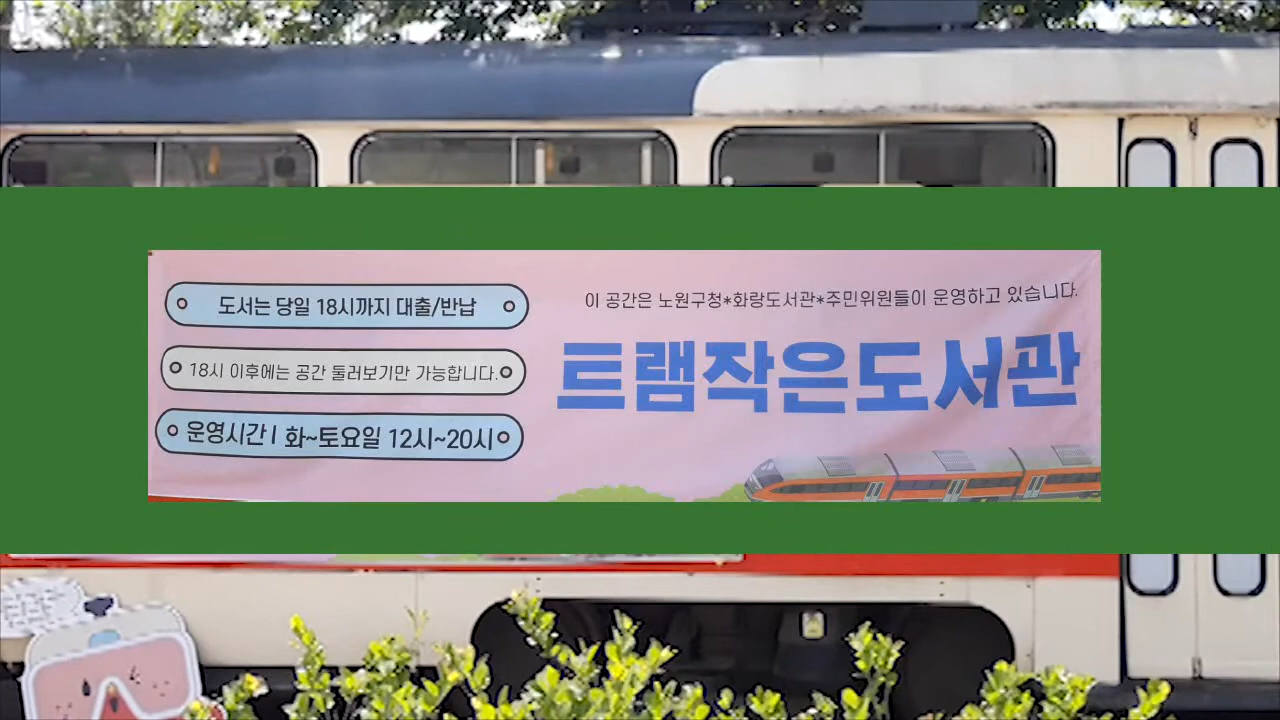 도서는 당일 18시까지 대출/반납
18시 이후에는 공간 둘러보기만 가능합니다.
운영시간 | 화~토요일 12시~20시
이 공간은 노원구청*화랑도서관*주민위원들이 운영하고 있습니다.
트램작은도서관